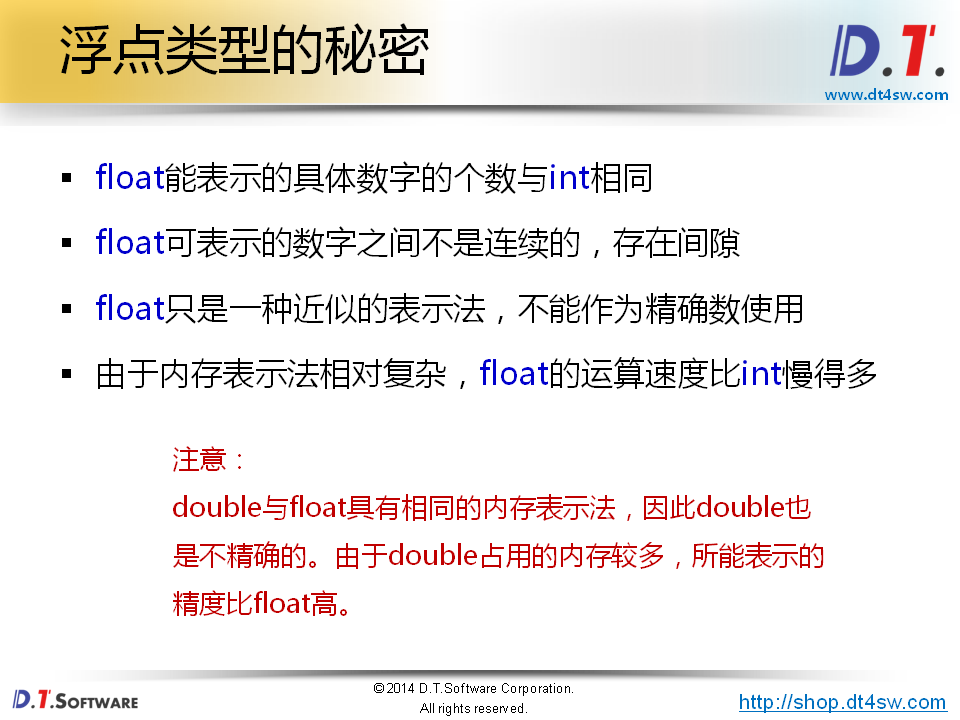 浮点类型的秘密
D.T.
www.dt4sw.com
▪ float能表示的具体数字的个数与int相同
▪ float可表示的数字之间不是连续的，存在间隙
▪ float只是一种近似的表示法，不能作为精确数使用
▪ 由于内存表示法相对复杂，float的运算速度比int慢得多
注意：
double与float具有相同的内存表示法，因此double也
是不精确的。由于double占用的内存较多，所能表示的
精度比float高。
D.T.SOFTWARE
©2014 D.T.Software Corporation.
All rights reserved.
http://shop.dt4sw.com